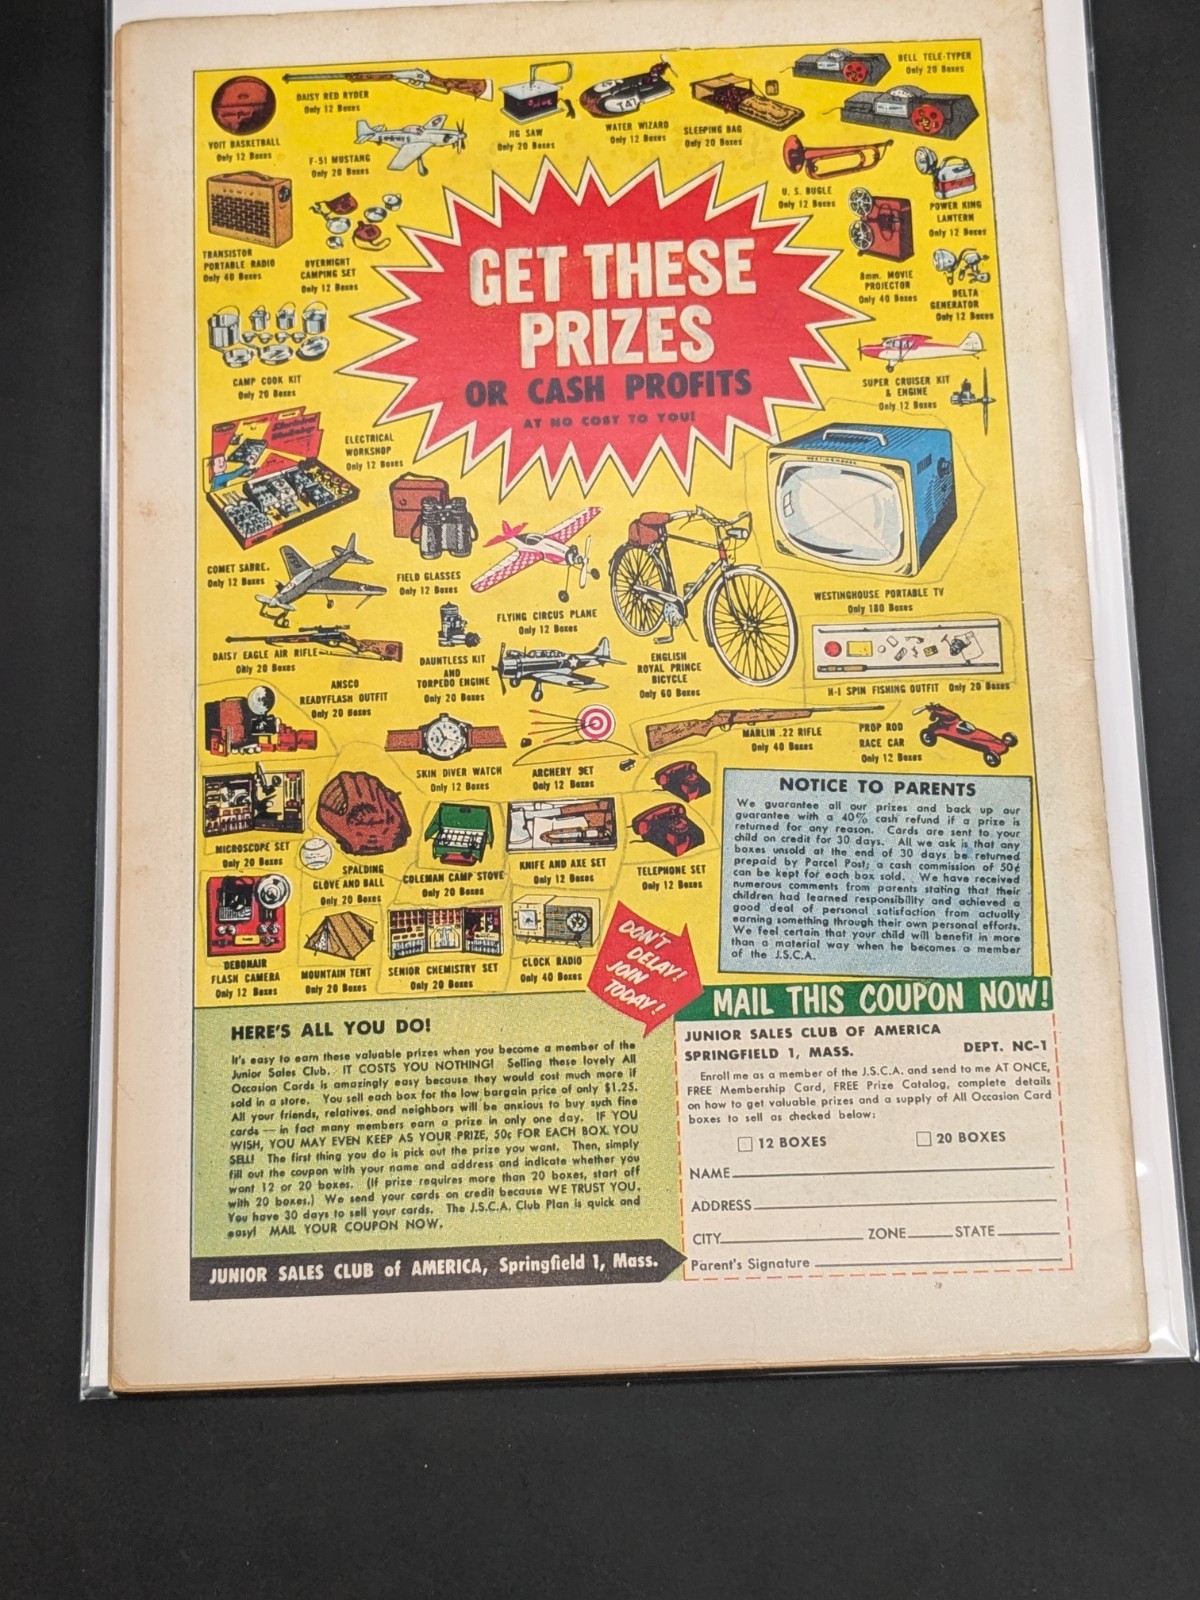 BELL TELE-TYPER
Only 20 Boxes
DAISY RED RYDER
Only 12 Boxes
VOIT BASKETBALL
Only 12 Boxes
F-51 MUSTANG
Only 20 Boxes
JIG SAW
Only 20 Boxes
T47
WATER WIZARD
Only 12 Boxes
SLEEPING BAG
Only 20 Boxes
U. S. BUGLE
Only 12 Boxes
POWER KING
LANTERN
Only 12 Boxes
TRANSISTOR
PORTABLE RADIO
Only 40 Boxes
OVERNIGHT
CAMPING SET
Only 12 Boxes
8mm. MOVIE
PROJECTOR
Only 40 Boxes
DELTA
GENERATOR
Only 12 Boxes
GET THESE
PRIZES
OR CASH PROFITS
AT NO COST TO YOU!
CAMP COOK KIT
Only 20 Boxes
SUPER CRUISER KIT
& ENGINE
Only 12 Boxes
ELECTRICAL
WORKSHOP
Only 12 Boxes
WESTINGHOUSE
COMET SABRE.
Only 12 Boxes
FIELD GLASSES
Only 12 Boxes
FLYING CIRCUS PLANE
Only 12 Boxes
WESTINGHOUSE PORTABLE TV
Only 180 Boxes
DAISY EAGLE AIR RIFLE
Only 20 Boxes
DAUNTLESS KIT
AND
TORPEDO ENGINE
Only 20 Boxes
ENGLISH
ROYAL PRINCE
BICYCLE
Only 60 Boxes
H-I SPIN FISHING OUTFIT Only 20 Boxes
ANSCO
READYFLASH OUTFIT
Only 20 Boxes
SKIN DIVER WATCH
Only 12 Boxes
ARCHERY SET
Only 12 Boxes
MARLIN .22 RIFLE
Only 40 Boxes
PROP ROD
RACE CAR
Only 12 Boxes
MICROSCOPE SET
Only 20 Boxes
SPALDING
GLOVE AND BALL
Only 20 Boxes
COLEMAN CAMP STOVE
Only 20 Boxes
KNIFE AND AXE SET
Only 12 Boxes
TELEPHONE SET
Only 12 Boxes
DEBONAIR
FLASH CAMERA
Only 12 Boxes
MOUNTAIN TENT
Only 20 Boxes
SENIOR CHEMISTRY SET
Only 20 Boxes
CLOCK RADIO
Only 40 Boxes
DON'T
DELAY!
JOIN
TODAY!
NOTICE TO PARENTS
We guarantee all our prizes and back up our
guarantee with a 40% cash refund if a prize is
returned for any reason. Cards are sent to your
child on credit for 30 days. All we ask is that any
boxes unsold at the end of 30 days be returned
prepaid by Parcel Post; a cash commission of 50¢
can be kept for each box sold. We have received
numerous comments from parents stating that their
children had learned responsibility and achieved a
good deal of personal satisfaction from actually
earning something through their own personal efforts.
We feel certain that your child will benefit in more
than a material way when he becomes a member
of the J.S.C.A.
HERE'S ALL YOU DO!
It's easy to earn these valuable prizes when you become a member of the
Junior Sales Club. IT COSTS YOU NOTHING! Selling these lovely All
Occasion Cards is amazingly easy because they would cost much more if
sold in a store. You sell each box for the low bargain price of only $1.25.
All your friends, relatives and neighbors will be anxious to buy such fine
cards — in fact many members earn a prize in only one day. IF YOU
WISH, YOU MAY EVEN KEEP AS YOUR PRIZE, 50¢ FOR EACH BOX YOU
SELL! The first thing you do is pick out the prize you want. Then, simply
fill out the coupon with your name and address and indicate whether you
want 12 or 20 boxes. (If prize requires more than 20 boxes, start off
with 20 boxes.) We send your cards on credit because WE TRUST YOU.
You have 30 days to sell your cards. The J.S.C.A. Club Plan is quick and
easy! MAIL YOUR COUPON NOW.
JUNIOR SALES CLUB of AMERICA, Springfield 1, Mass.
MAIL THIS COUPON NOW!
JUNIOR SALES CLUB OF AMERICA
SPRINGFIELD 1, MASS. DEPT. NC-1
Enroll me as a member of the J.S.C.A. and send to me AT ONCE,
FREE Membership Card, FREE Prize Catalog, complete details
on how to get valuable prizes and a supply of All Occasion Card
boxes to sell as checked below:
12 BOXES 20 BOXES
NAME
ADDRESS
CITY ZONE STATE
Parent's Signature